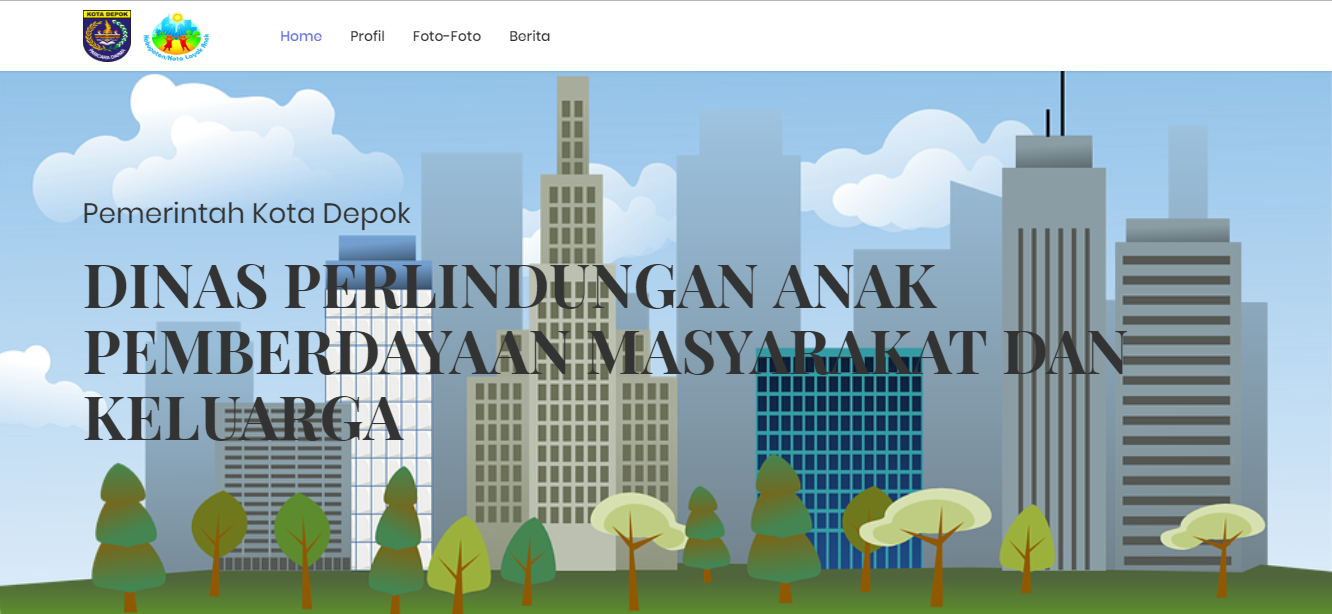 KOTA DEPOK
Home
Profil
Foto-Foto
Berita
Pemerintah Kota Depok
DINAS PERLINDUNGAN ANAK
PEMBERDAYAAN MASYARAKAT DAN
KELUARGA